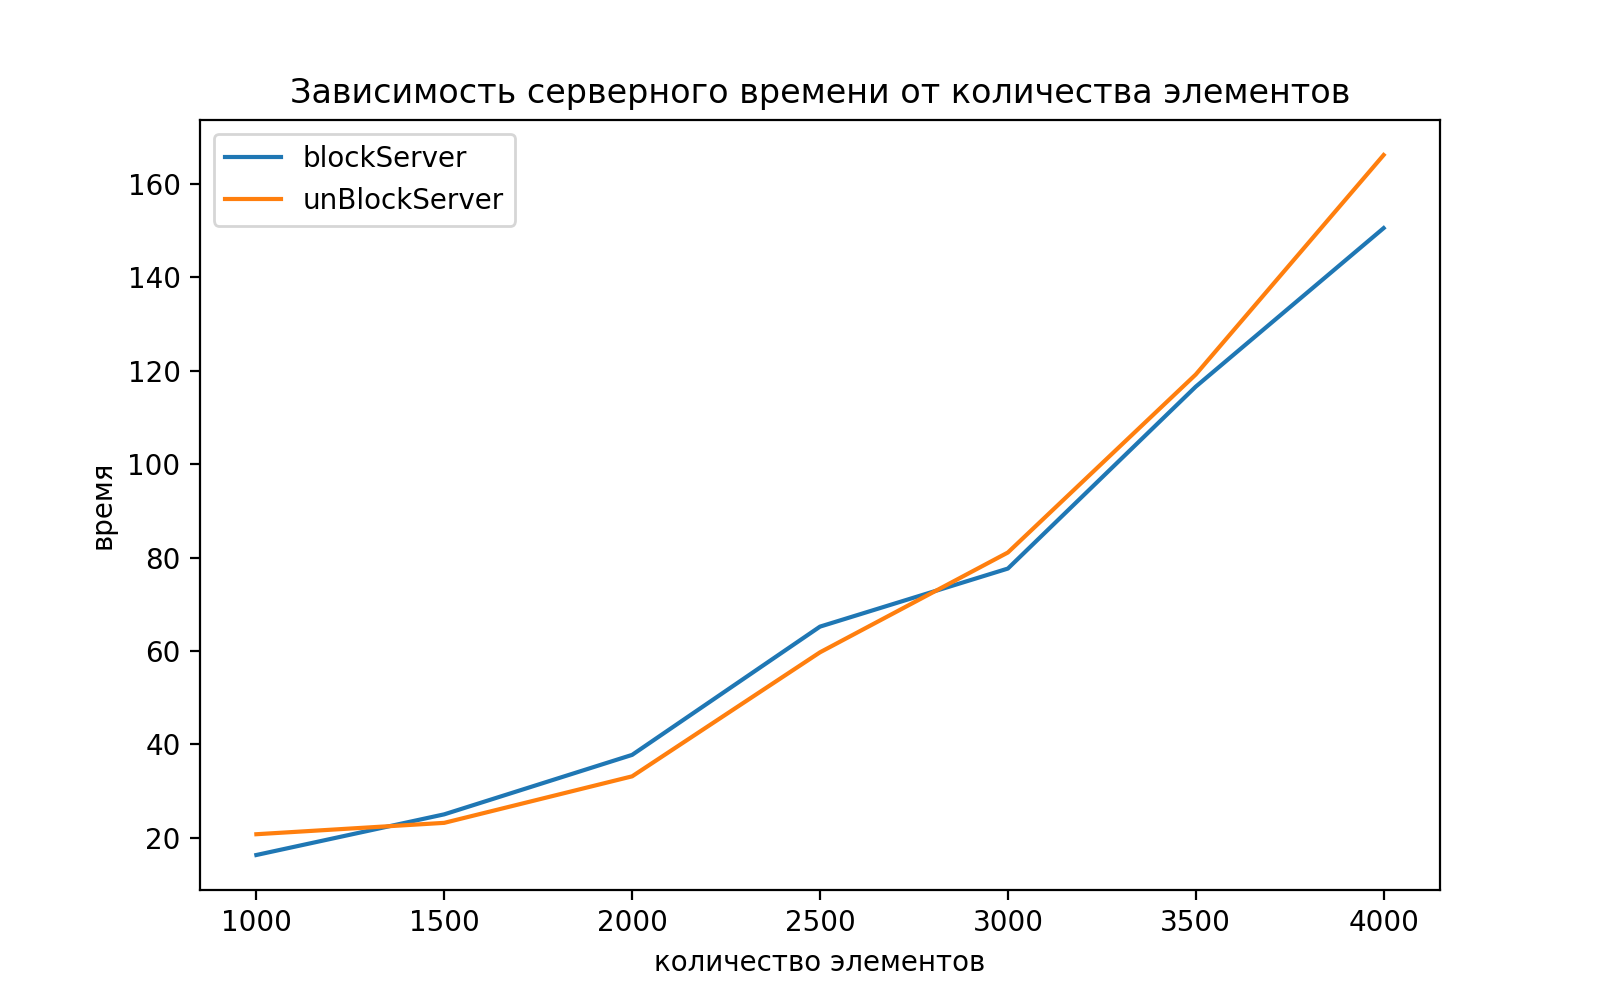 Зависимость серверного времени от количества элементов
blockServer
unBlockServer
160
140
120
100
80
60
40
20
время
1000 1500 2000 2500 3000 3500 4000
количество элементов